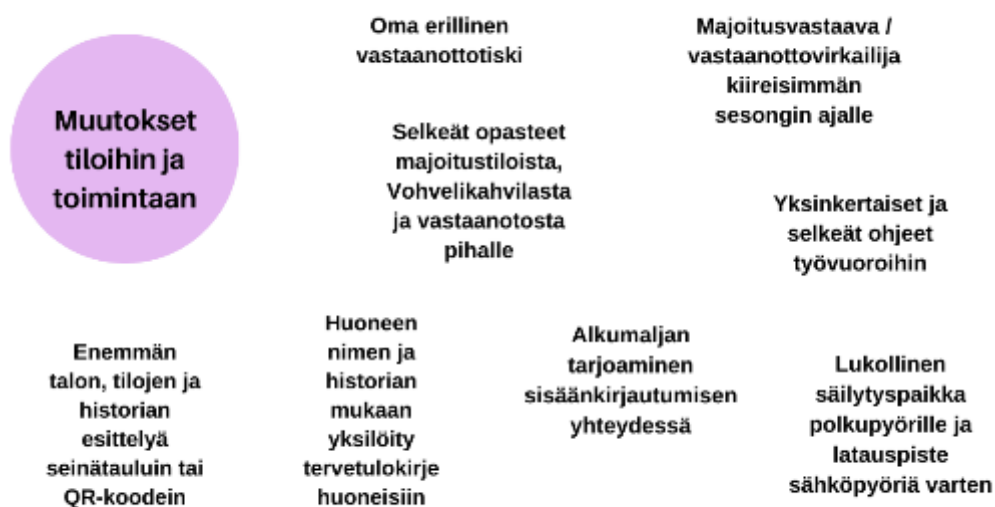 Muutokset
tiloihin ja
toimintaan
Oma erillinen
vastaanottotiski
Majoitusvastaava /
vastaanottovirkailija
kiireisimmän
sesongin ajalle
Selkeät opasteet
majoitustiloista,
Vohvelikahvilasta
ja vastaanotosta
pihalle
Yksinkertaiset ja
selkeät ohjeet
työvuoroihin
Enemmän
talon, tilojen ja
historian
esittelyä
seinätauluin tai
QR-koodein
Huoneen
nimen ja
historian
mukaan
yksilöity
tervetulokirje
huoneisiin
Alkumaljan
tarjoaminen
sisäänkirjautumisen
yhteydessä
Lukollinen
säilytyspaikka
polkupyörille ja
latauspiste
sähköpyöriä varten